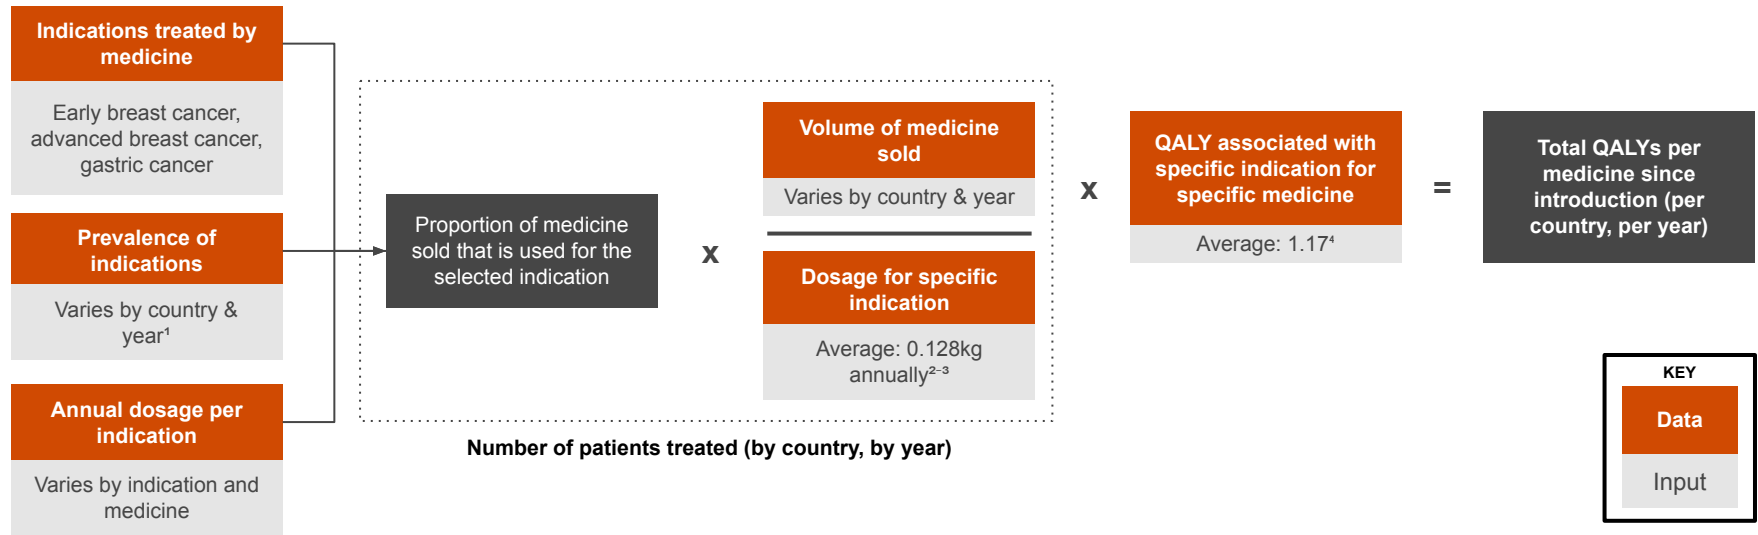 Indications treated by
medicine
Early breast cancer,
advanced breast cancer,
gastric cancer
Prevalence of
indications
Varies by country &
year¹
Annual dosage per
indication
Varies by indication and
medicine
Proportion of medicine
sold that is used for the
selected indication
x
Volume of medicine
sold
Varies by country & year
Dosage for specific
indication
Average: 0.128kg
annually²⁻³
Number of patients treated (by country, by year)
x
QALY associated with
specific indication for
specific medicine
Average: 1.17⁴
=
Total QALYs per
medicine since
introduction (per
country, per year)
KEY
Data
Input